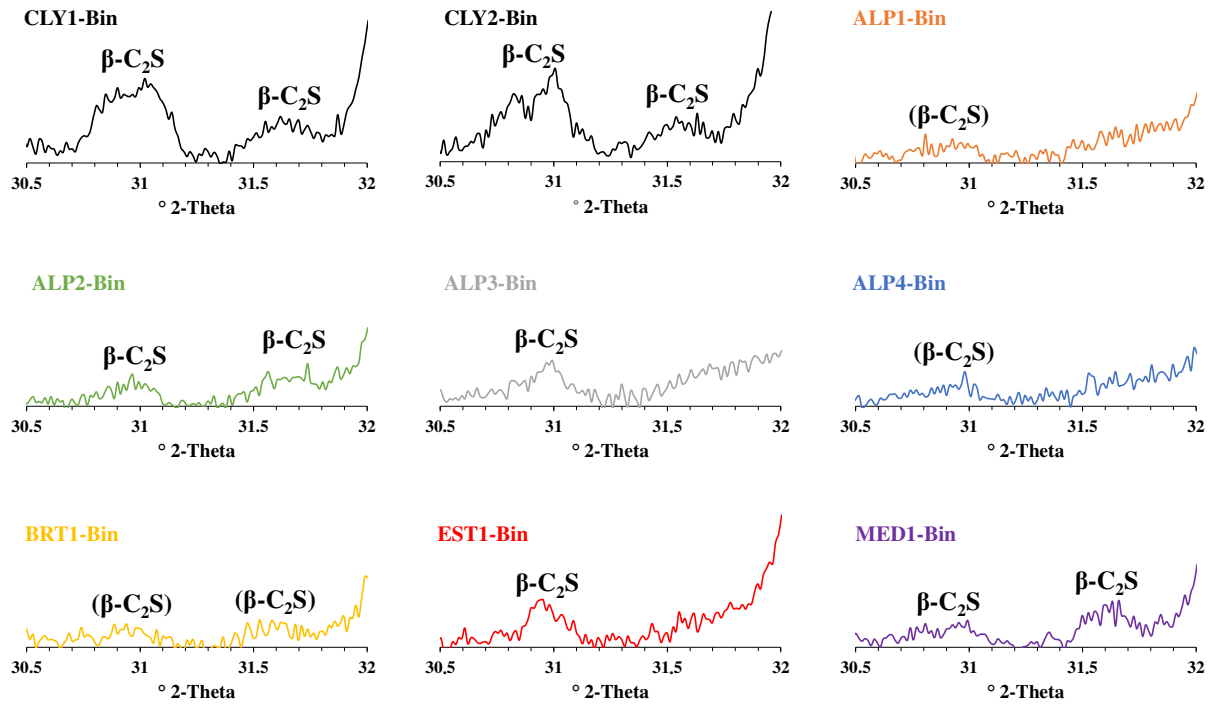 CLY1-Bin
β-C₂S
β-C₂S
30.5 31 31.5 32
° 2-Theta
CLY2-Bin
β-C₂S
β-C₂S
30.5 31 31.5 32
° 2-Theta
ALP1-Bin
(β-C₂S)
30.5 31 31.5 32
° 2-Theta
ALP2-Bin
β-C₂S
β-C₂S
30.5 31 31.5 32
° 2-Theta
ALP3-Bin
β-C₂S
30.5 31 31.5 32
° 2-Theta
ALP4-Bin
(β-C₂S)
30.5 31 31.5 32
° 2-Theta
BRT1-Bin
(β-C₂S)
(β-C₂S)
30.5 31 31.5 32
° 2-Theta
EST1-Bin
β-C₂S
30.5 31 31.5 32
° 2-Theta
MED1-Bin
β-C₂S
β-C₂S
30.5 31 31.5 32
° 2-Theta